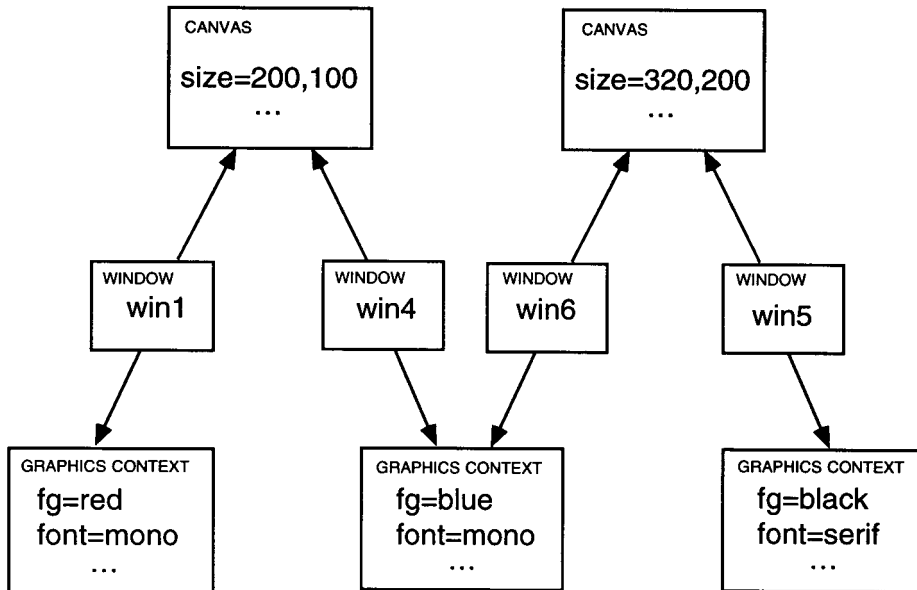 CANVAS
size=200,100
...
CANVAS
size=320,200
...
WINDOW
win1
WINDOW
win4
WINDOW
win6
WINDOW
win5
GRAPHICS CONTEXT
fg=red
font=mono
...
GRAPHICS CONTEXT
fg=blue
font=mono
...
GRAPHICS CONTEXT
fg=black
font=serif
...